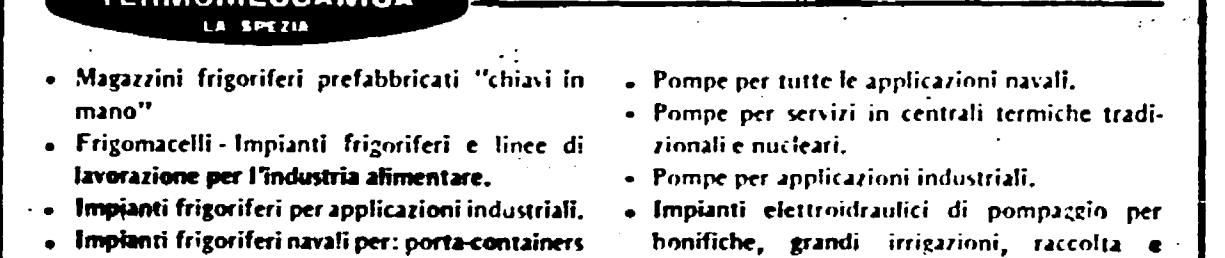 TERMOMECCANICA
LA SPEZIA
• Magazzini frigoriferi prefabbricati "chiavi in
mano"
• Frigomacelli - Impianti frigoriferi e linee di
lavorazione per l'industria alimentare.
• Impianti frigoriferi per applicazioni industriali.
• Impianti frigoriferi navali per: porta-containers
• Pompe per tutte le applicazioni navali.
• Pompe per servizi in centrali termiche tradi-
zionali e nucleari.
• Pompe per applicazioni industriali.
• Impianti elettroidraulici di pompaggio per
bonifiche, grandi irrigazioni, raccolta e